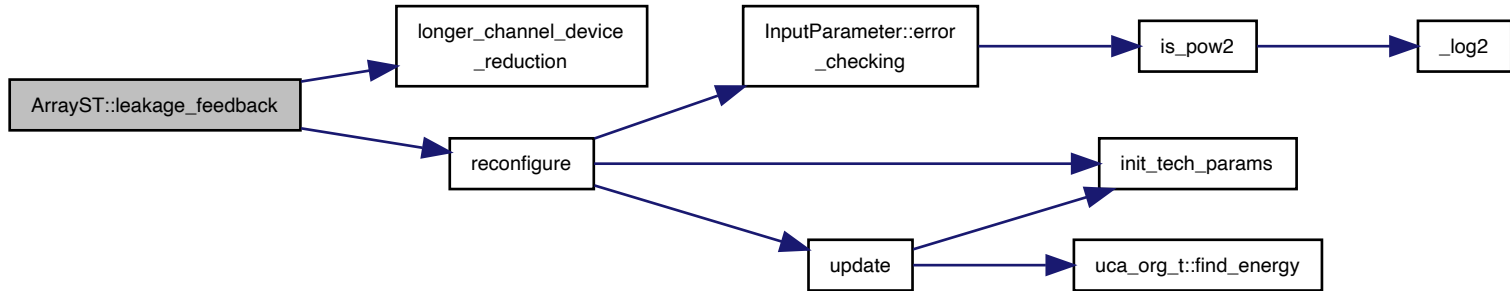 ArrayST::leakage_feedback
longer_channel_device
_reduction
reconfigure
InputParameter::error
_checking
is_pow2
_log2
init_tech_params
update
uca_org_t::find_energy